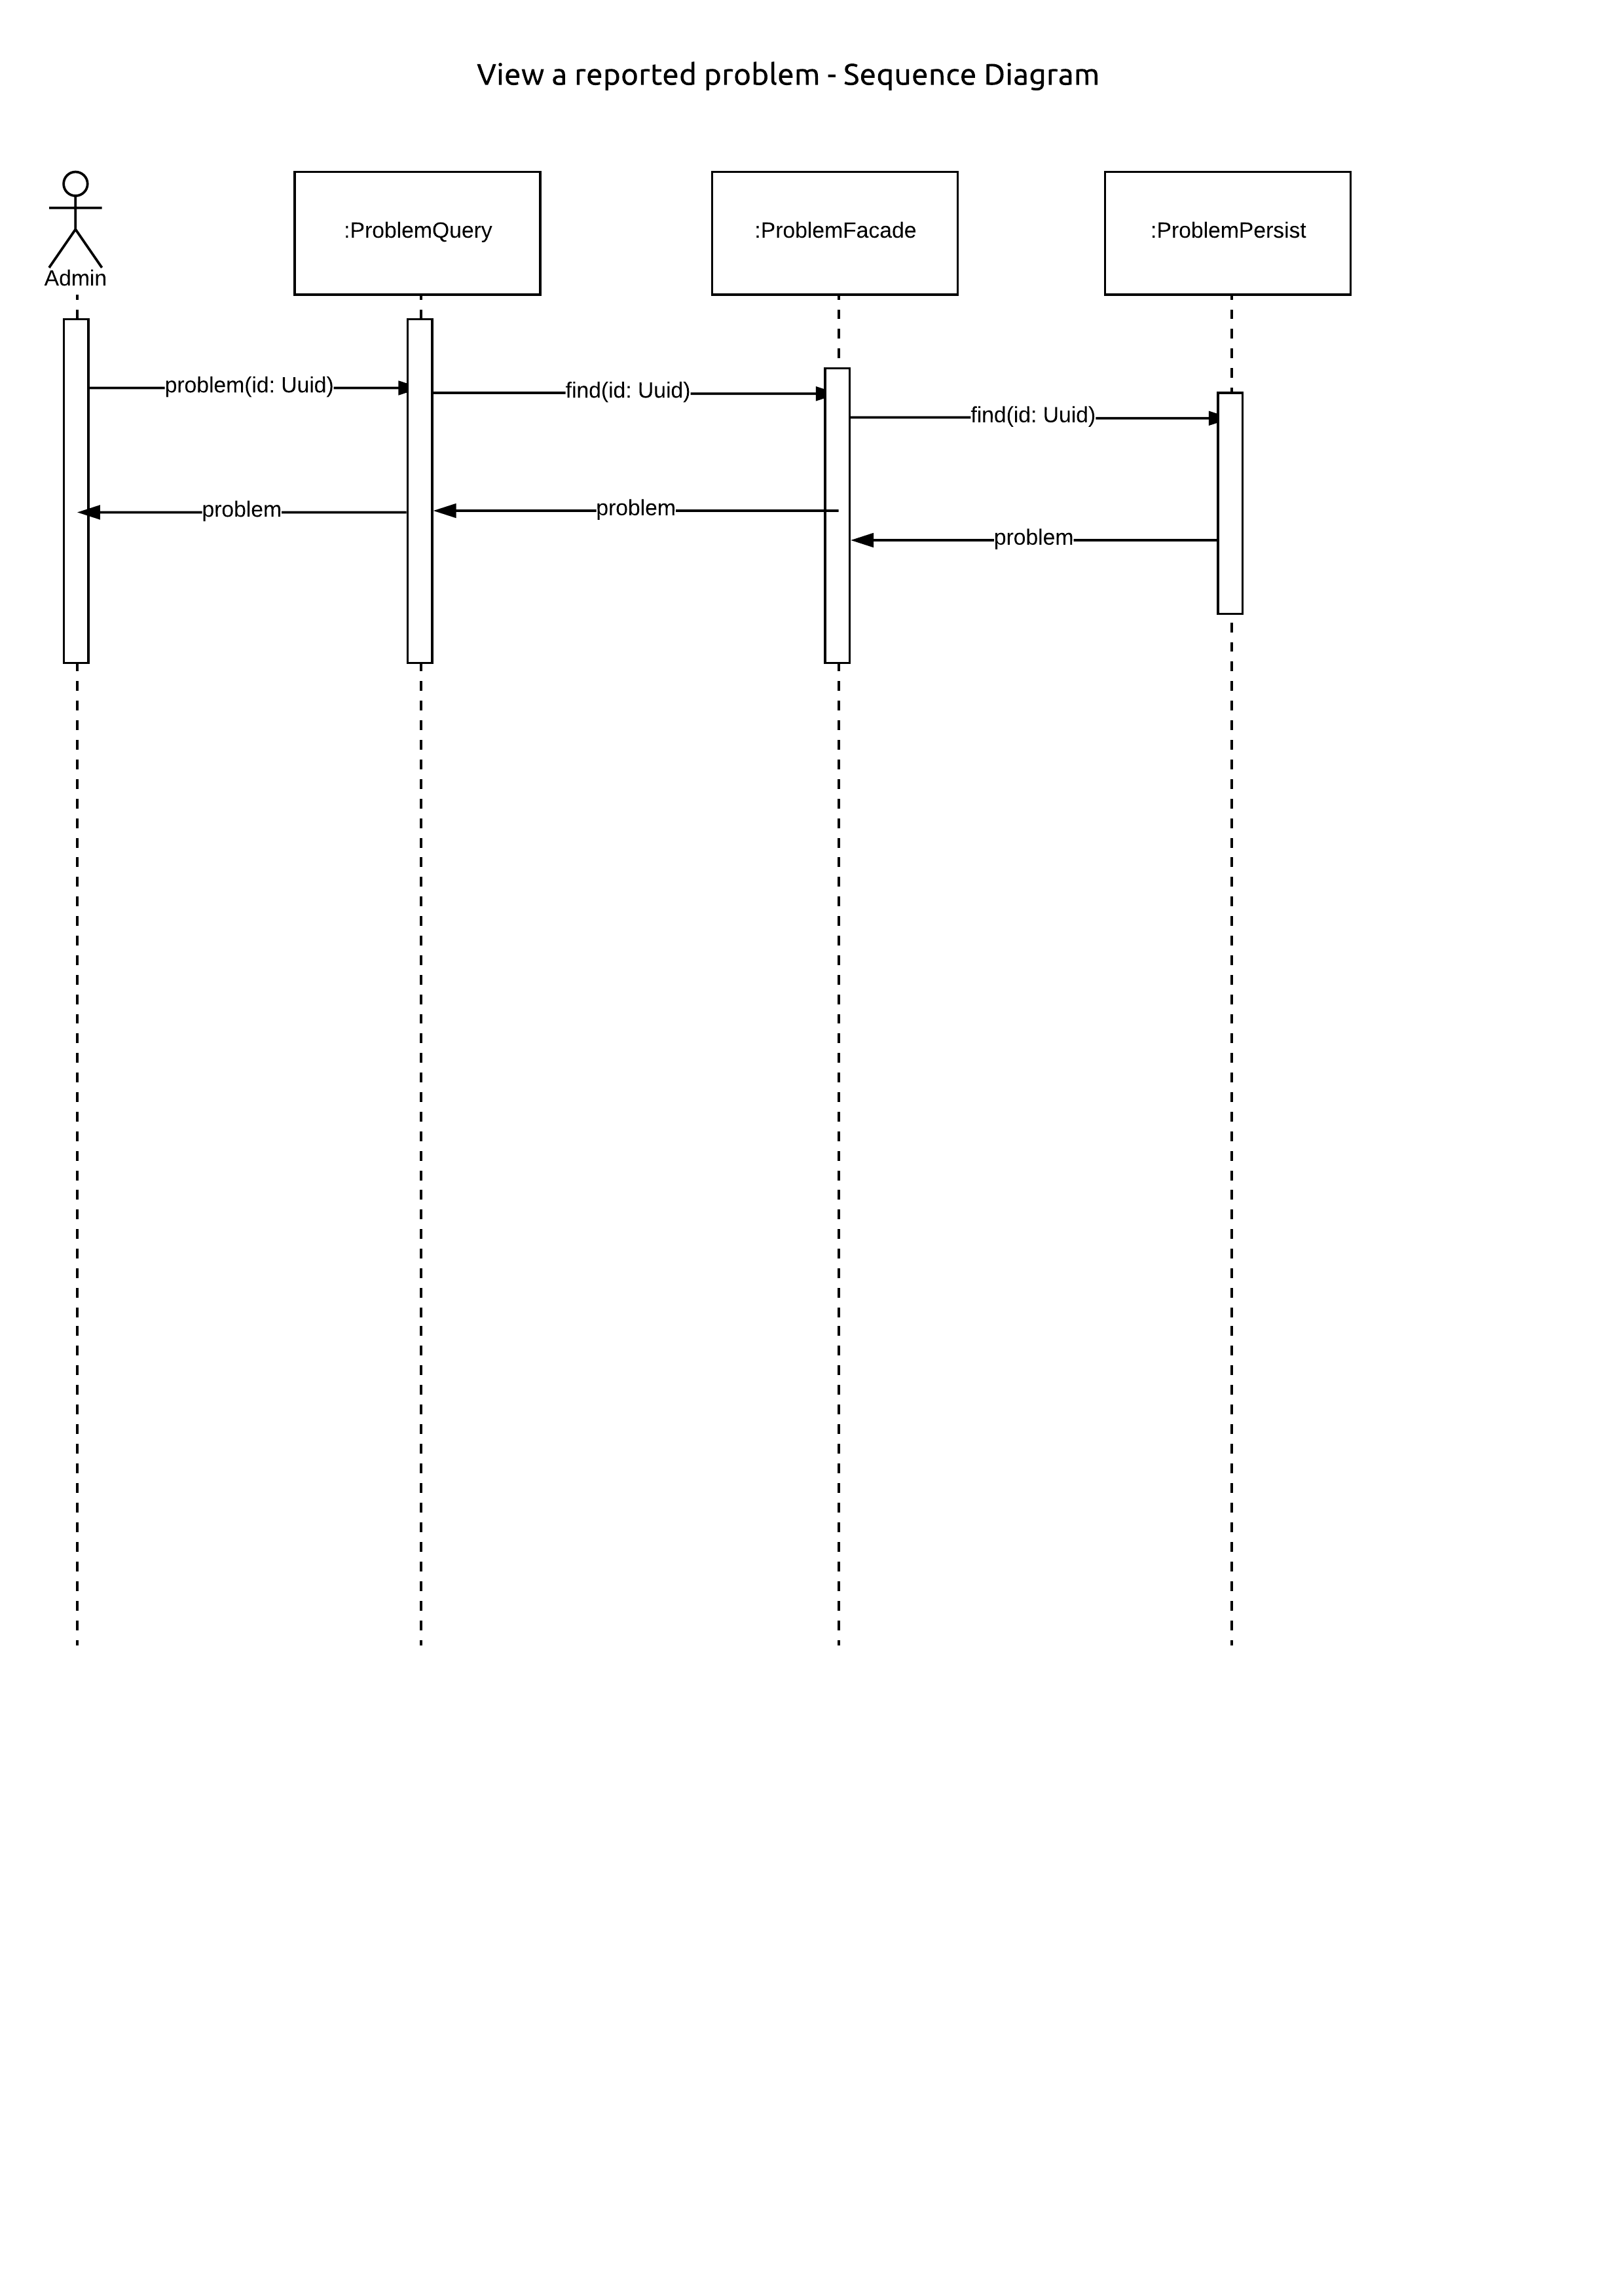 View a reported problem - Sequence Diagram
Admin
:ProblemQuery
:ProblemFacade
:ProblemPersist
problem(id: Uuid)
find(id: Uuid)
find(id: Uuid)
problem
problem
problem